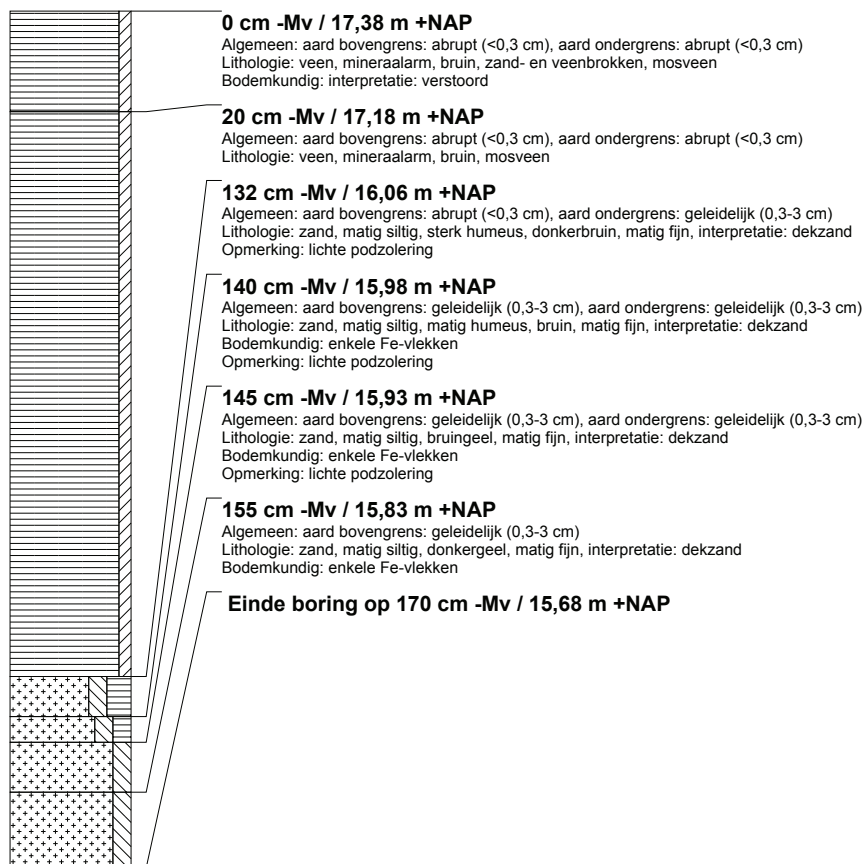 0 cm -Mv / 17,38 m +NAP
Algemeen: aard bovengrens: abrupt (<0,3 cm), aard ondergrens: abrupt (<0,3 cm)
Lithologie: veen, mineraalarm, bruin, zand- en veenbrokken, mosveen
Bodemkundig: interpretatie: verstoord
20 cm -Mv / 17,18 m +NAP
Algemeen: aard bovengrens: abrupt (<0,3 cm), aard ondergrens: abrupt (<0,3 cm)
Lithologie: veen, mineraalarm, bruin, mosveen
132 cm -Mv / 16,06 m +NAP
Algemeen: aard bovengrens: abrupt (<0,3 cm), aard ondergrens: geleidelijk (0,3-3 cm)
Lithologie: zand, matig siltig, sterk humeus, donkerbruin, matig fijn, interpretatie: dekzand
Opmerking: lichte podzolering
140 cm -Mv / 15,98 m +NAP
Algemeen: aard bovengrens: geleidelijk (0,3-3 cm), aard ondergrens: geleidelijk (0,3-3 cm)
Lithologie: zand, matig siltig, matig humeus, bruin, matig fijn, interpretatie: dekzand
Bodemkundig: enkele Fe-vlekken
Opmerking: lichte podzolering
145 cm -Mv / 15,93 m +NAP
Algemeen: aard bovengrens: geleidelijk (0,3-3 cm), aard ondergrens: geleidelijk (0,3-3 cm)
Lithologie: zand, matig siltig, bruingeel, matig fijn, interpretatie: dekzand
Bodemkundig: enkele Fe-vlekken
Opmerking: lichte podzolering
155 cm -Mv / 15,83 m +NAP
Algemeen: aard bovengrens: geleidelijk (0,3-3 cm)
Lithologie: zand, matig siltig, donkergeel, matig fijn, interpretatie: dekzand
Bodemkundig: enkele Fe-vlekken
Einde boring op 170 cm -Mv / 15,68 m +NAP